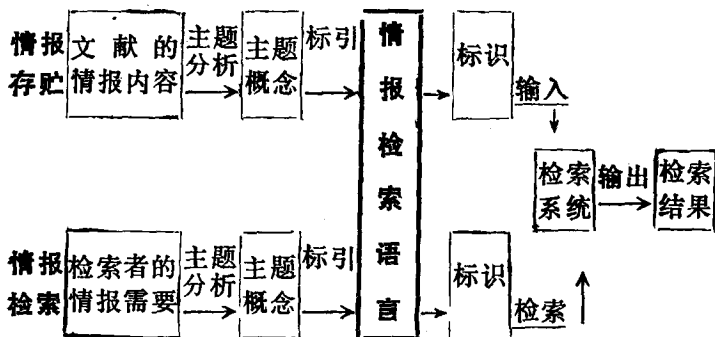 情报
存贮
文献的
情报内容
主题
分析
主题
概念
标引
情报检索语言
标识
输入
检索
系统
输出
检索
结果
情报
检索
检索者的
情报需要
主题
分析
主题
概念
标引
标识
检索